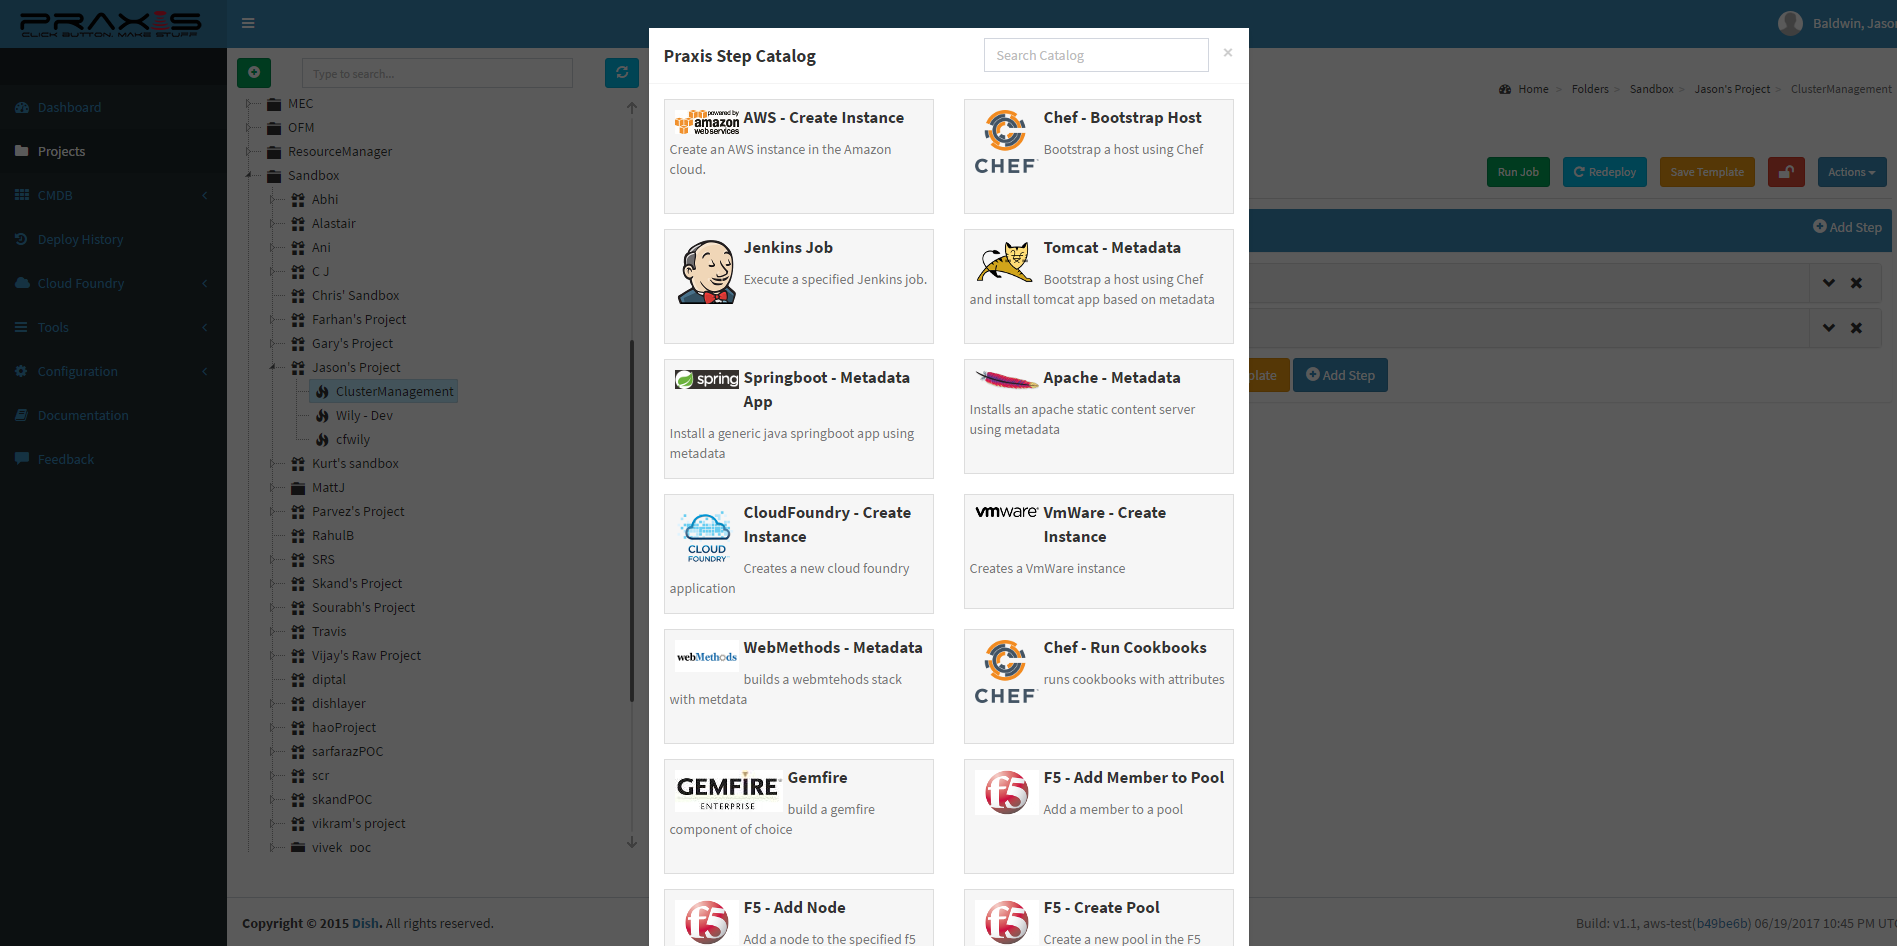 PRAXIS
CLICK BUTTON. MAKE STUFF
Baldwin, Jaso
Dashboard
Projects
CMDB
Deploy History
Cloud Foundry
Tools
Configuration
Documentation
Feedback
Type to search...
MEC
OFM
ResourceManager
Sandbox
Abhi
Alastair
Ani
C J
Chris' Sandbox
Farhan's Project
Gary's Project
Jason's Project
ClusterManagement
Wily - Dev
cfwily
Kurt's sandbox
MattJ
Parvez's Project
RahulB
SRS
Skand's Project
Sourabh's Project
Travis
Vijay's Raw Project
diptal
dishlayer
haoProject
sarfarazPOC
scr
skandPOC
vikram's project
vivek_poc
Praxis Step Catalog
Search Catalog
×
powered by
amazon
web services
AWS - Create Instance
Create an AWS instance in the Amazon
cloud.
CHEF
Chef - Bootstrap Host
Bootstrap a host using Chef
Jenkins Job
Execute a specified Jenkins job.
Tomcat - Metadata
Bootstrap a host using Chef
and install tomcat app based on metadata
spring
Springboot - Metadata
App
Install a generic java springboot app using
metadata
Apache - Metadata
Installs an apache static content server
using metadata
CLOUD
FOUNDRY
CloudFoundry - Create
Instance
Creates a new cloud foundry
application
vmware
VmWare - Create
Instance
Creates a VmWare instance
webMethods
WebMethods - Metadata
builds a webmtehods stack
with metdata
CHEF
Chef - Run Cookbooks
runs cookbooks with attributes
GEMFIRE
ENTERPRISE
Gemfire
build a gemfire
component of choice
f5
F5 - Add Member to Pool
Add a member to a pool
f5
F5 - Add Node
Add a node to the specified f5
f5
F5 - Create Pool
Create a new pool in the F5
Home > Folders > Sandbox > Jason's Project > ClusterManagement
Run Job
Redeploy
Save Template
Actions
Add Step
plate
Add Step
Copyright © 2015 Dish. All rights reserved.
Build: v1.1, aws-test(b49be6b) 06/19/2017 10:45 PM UTC